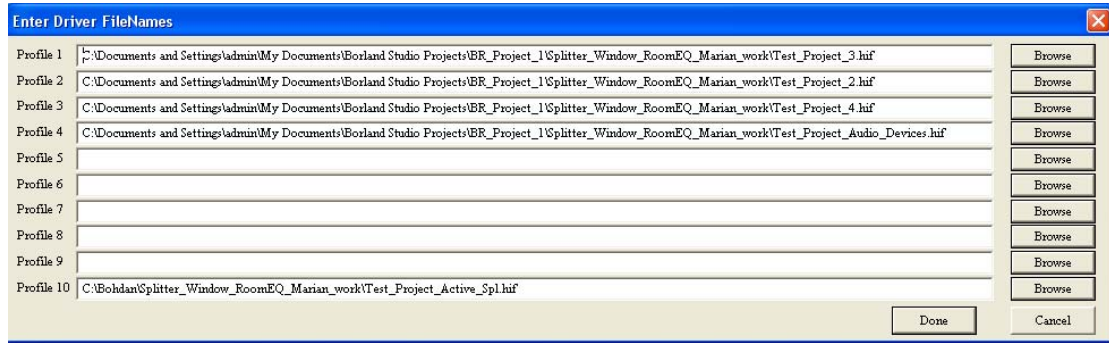 Enter Driver FileNames
Profile 1 C:\Documents and Settings\admin\My Documents\Borland Studio Projects\BR_Project_1\Splitter_Window_RoomEQ_Marian_work\Test_Project_3.hif Browse
Profile 2 C:\Documents and Settings\admin\My Documents\Borland Studio Projects\BR_Project_1\Splitter_Window_RoomEQ_Marian_work\Test_Project_2.hif Browse
Profile 3 C:\Documents and Settings\admin\My Documents\Borland Studio Projects\BR_Project_1\Splitter_Window_RoomEQ_Marian_work\Test_Project_4.hif Browse
Profile 4 C:\Documents and Settings\admin\My Documents\Borland Studio Projects\BR_Project_1\Splitter_Window_RoomEQ_Marian_work\Test_Project_Audio_Devices.hif Browse
Profile 5 Browse
Profile 6 Browse
Profile 7 Browse
Profile 8 Browse
Profile 9 Browse
Profile 10 C:\Bohdan\Splitter_Window_RoomEQ_Marian_work\Test_Project_Active_Spl.hif Browse
Done Cancel